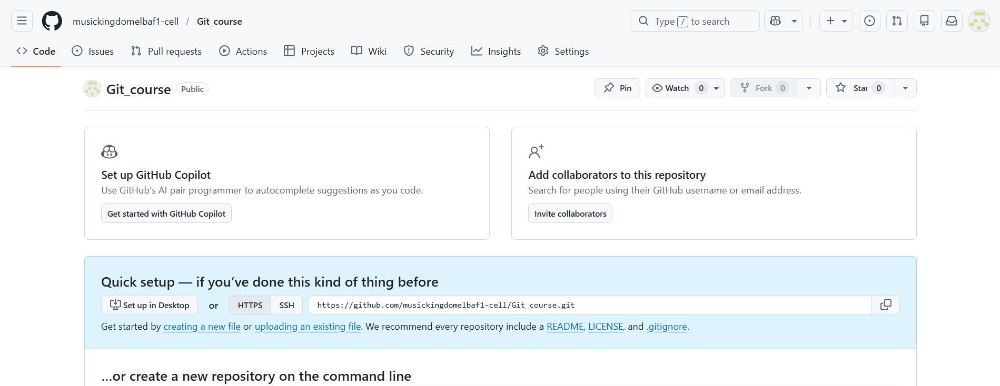 musickingdomelbaf1-cell / Git_course
Type / to search
Code Issues Pull requests Actions Projects Wiki Security Insights Settings
Git_course Public
Pin Watch 0 Fork 0 Star 0
Set up GitHub Copilot
Use GitHub's AI pair programmer to autocomplete suggestions as you code.
Get started with GitHub Copilot
Add collaborators to this repository
Search for people using their GitHub username or email address.
Invite collaborators
Quick setup — if you’ve done this kind of thing before
Set up in Desktop or HTTPS SSH https://github.com/musickingdomelbaf1-cell/Git_course.git
Get started by creating a new file or uploading an existing file. We recommend every repository include a README, LICENSE, and .gitignore.
…or create a new repository on the command line